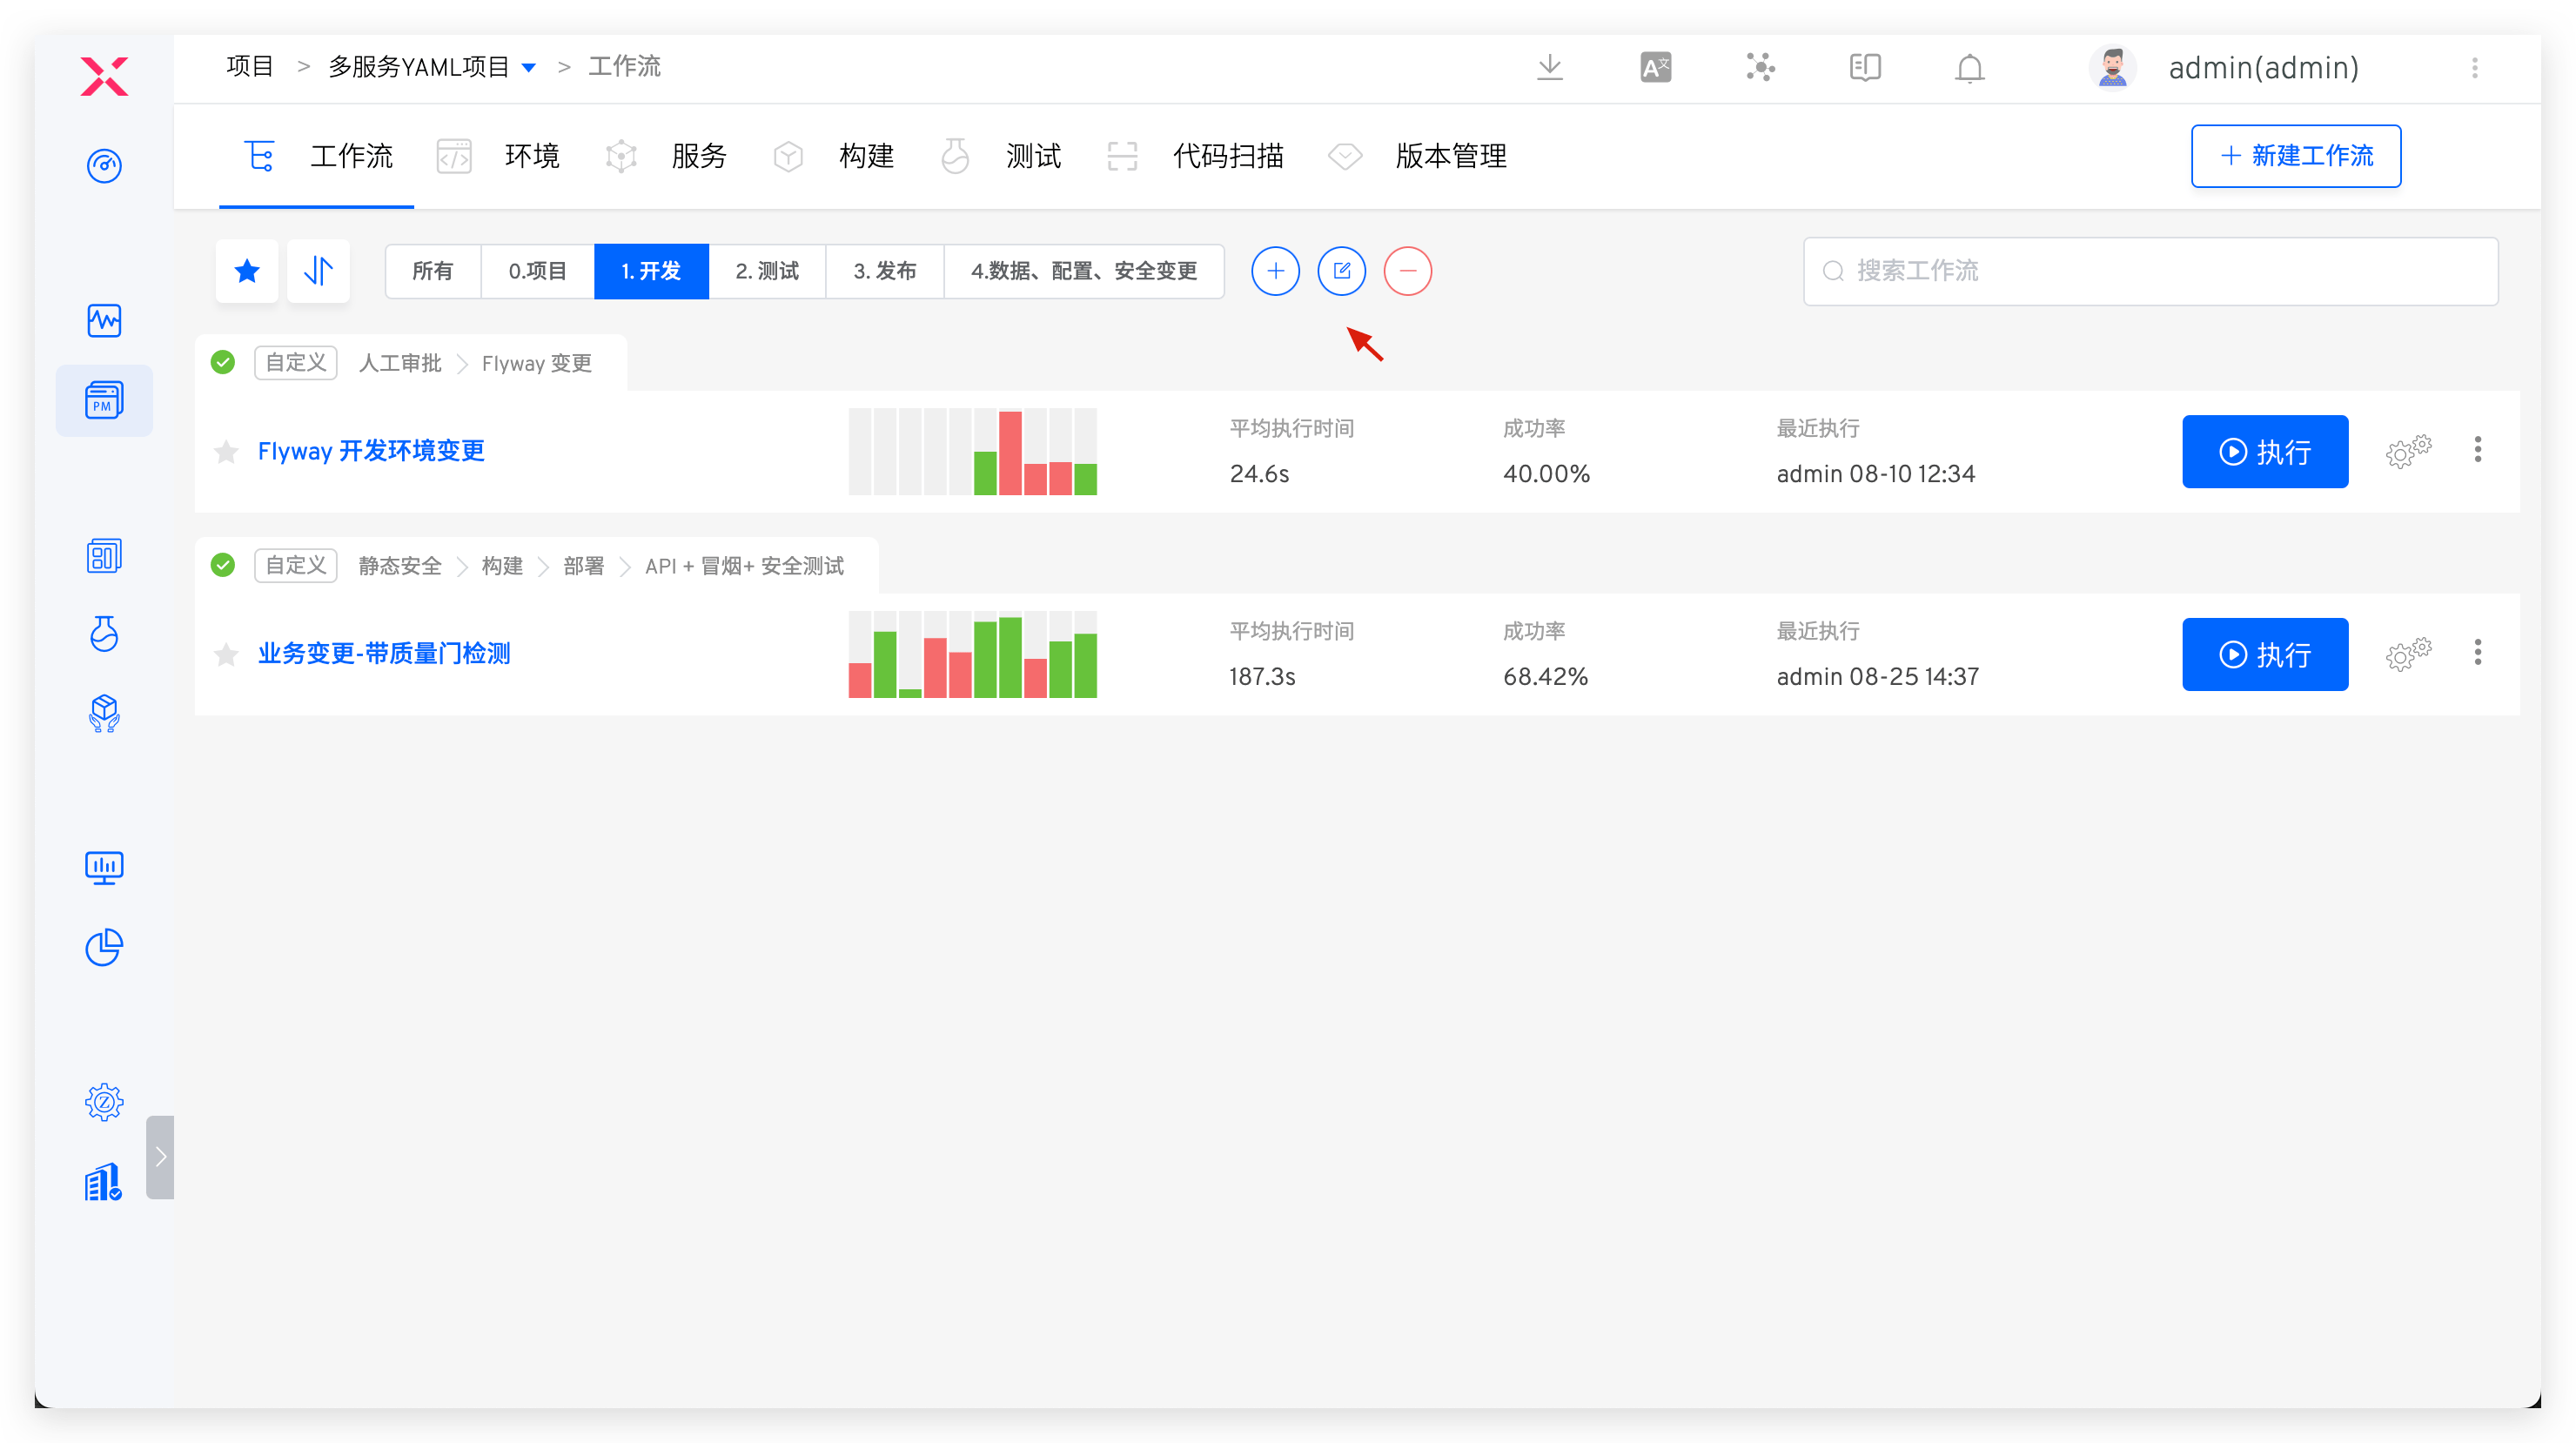 项目 > 多服务YAML项目 > 工作流
A文
admin(admin)
工作流 环境 服务 构建 测试 代码扫描 版本管理
新建工作流
所有 0.项目 1. 开发 2. 测试 3. 发布 4.数据、配置、安全变更
搜索工作流
PM
自定义 人工审批 Flyway 变更
Flyway 开发环境变更
平均执行时间 成功率 最近执行
24.6s 40.00% admin 08-10 12:34
执行
自定义 静态安全 构建 部署 API + 冒烟+ 安全测试
业务变更-带质量门检测
平均执行时间 成功率 最近执行
187.3s 68.42% admin 08-25 14:37
执行
Z